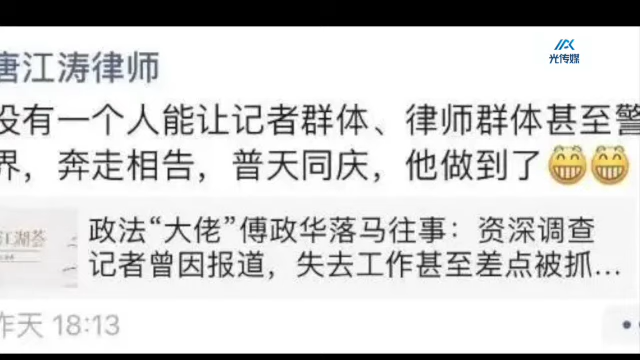 光传媒
唐江涛律师
没有一个人能让记者群体、律师群体甚至警
界，奔走相告，普天同庆，他做到了😁😁
江湖荟
政法“大佬”傅政华落马往事：资深调查
记者曾因报道，失去工作甚至差点被抓...
昨天 18:13